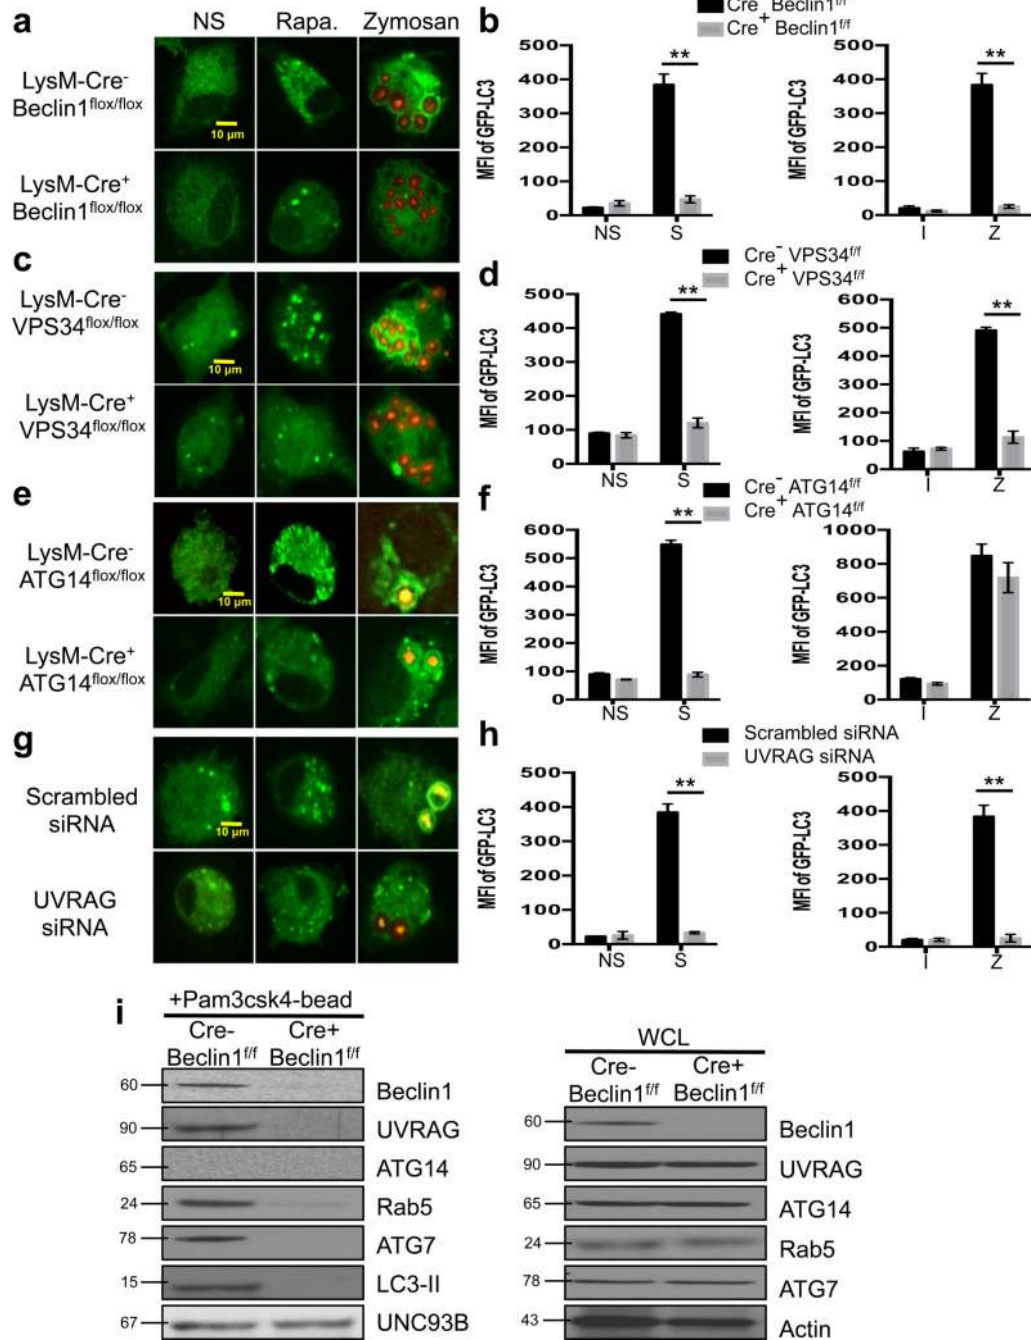 a
NS Rapa. Zymosan
LysM-Cre⁻
Beclin1flox/flox
10 µm
LysM-Cre⁺
Beclin1flox/flox
b
Cre Beclin1f/f
Cre⁺ Beclin1f/f
MFI of GFP-LC3
500
400
300
200
100
0
**
NS S
MFI of GFP-LC3
500
400
300
200
100
0
**
I Z
c
LysM-Cre⁻
VPS34flox/flox
10 µm
LysM-Cre⁺
VPS34flox/flox
d
Cre⁻ VPS34f/f
Cre⁺ VPS34f/f
MFI of GFP-LC3
500
400
300
200
100
0
**
NS S
MFI of GFP-LC3
600
500
400
300
200
100
0
**
I Z
e
LysM-Cre⁻
ATG14flox/flox
10 µm
LysM-Cre⁺
ATG14flox/flox
f
Cre⁻ ATG14f/f
Cre⁺ ATG14f/f
MFI of GFP-LC3
600
500
400
300
200
100
0
**
NS S
MFI of GFP-LC3
1000
800
600
400
200
0
I Z
g
Scrambled
siRNA
10 µm
UVRAG
siRNA
h
Scrambled siRNA
UVRAG siRNA
MFI of GFP-LC3
500
400
300
200
100
0
**
NS S
MFI of GFP-LC3
500
400
300
200
100
0
**
I Z
i
+Pam3csk4-bead
Cre- Cre+
Beclin1f/f Beclin1f/f
60 Beclin1
90 UVRAG
65 ATG14
24 Rab5
78 ATG7
15 LC3-II
67 UNC93B
WCL
Cre- Cre+
Beclin1f/f Beclin1f/f
60 Beclin1
90 UVRAG
65 ATG14
24 Rab5
78 ATG7
43 Actin